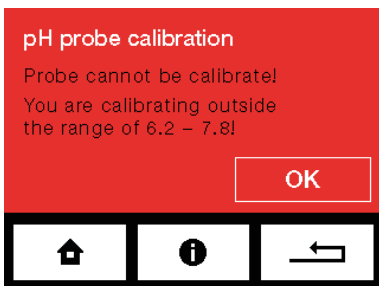 pH probe calibration
Probe cannot be calibrate!
You are calibrating outside
the range of 6.2 – 7.8!
OK